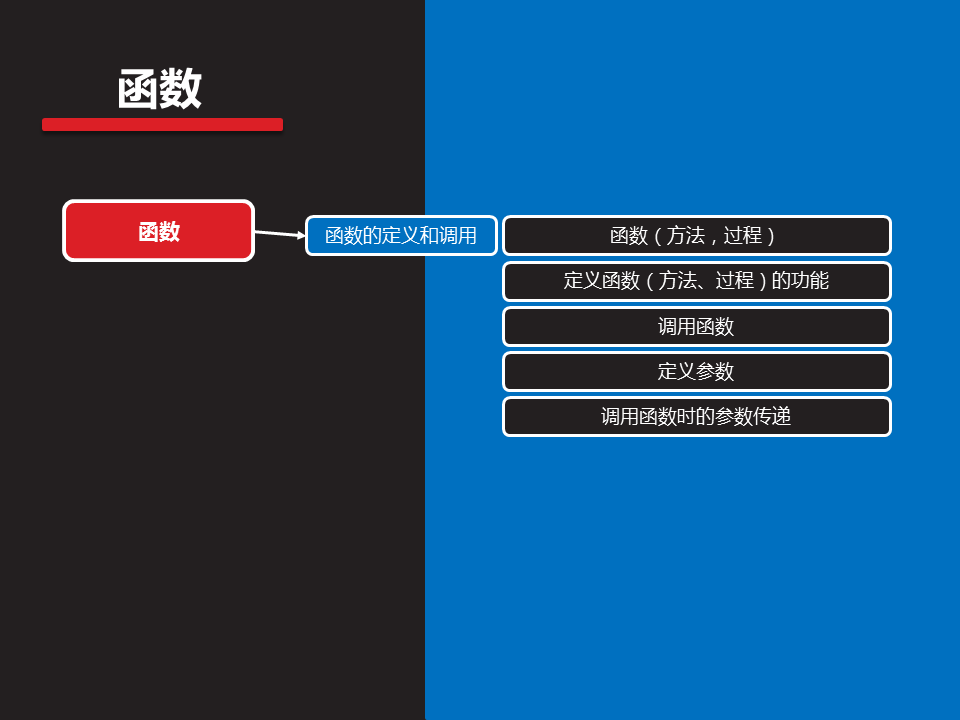 函数
函数
函数的定义和调用
函数（方法，过程）
定义函数（方法、过程）的功能
调用函数
定义参数
调用函数时的参数传递